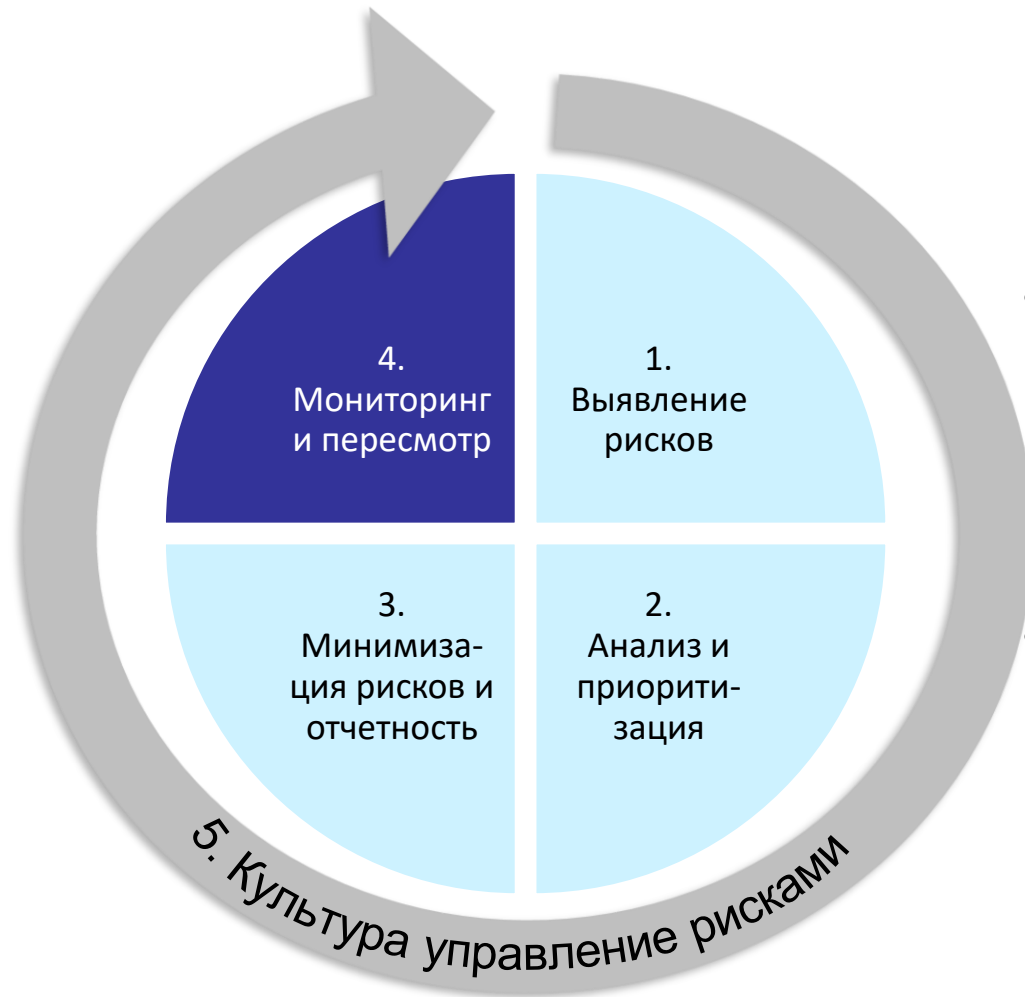 4.
Мониторинг
и пересмотр
1.
Выявление
рисков
3.
Минимиза-
ция рисков и
отчетность
2.
Анализ и
приорити-
зация
5. Культура управление рисками